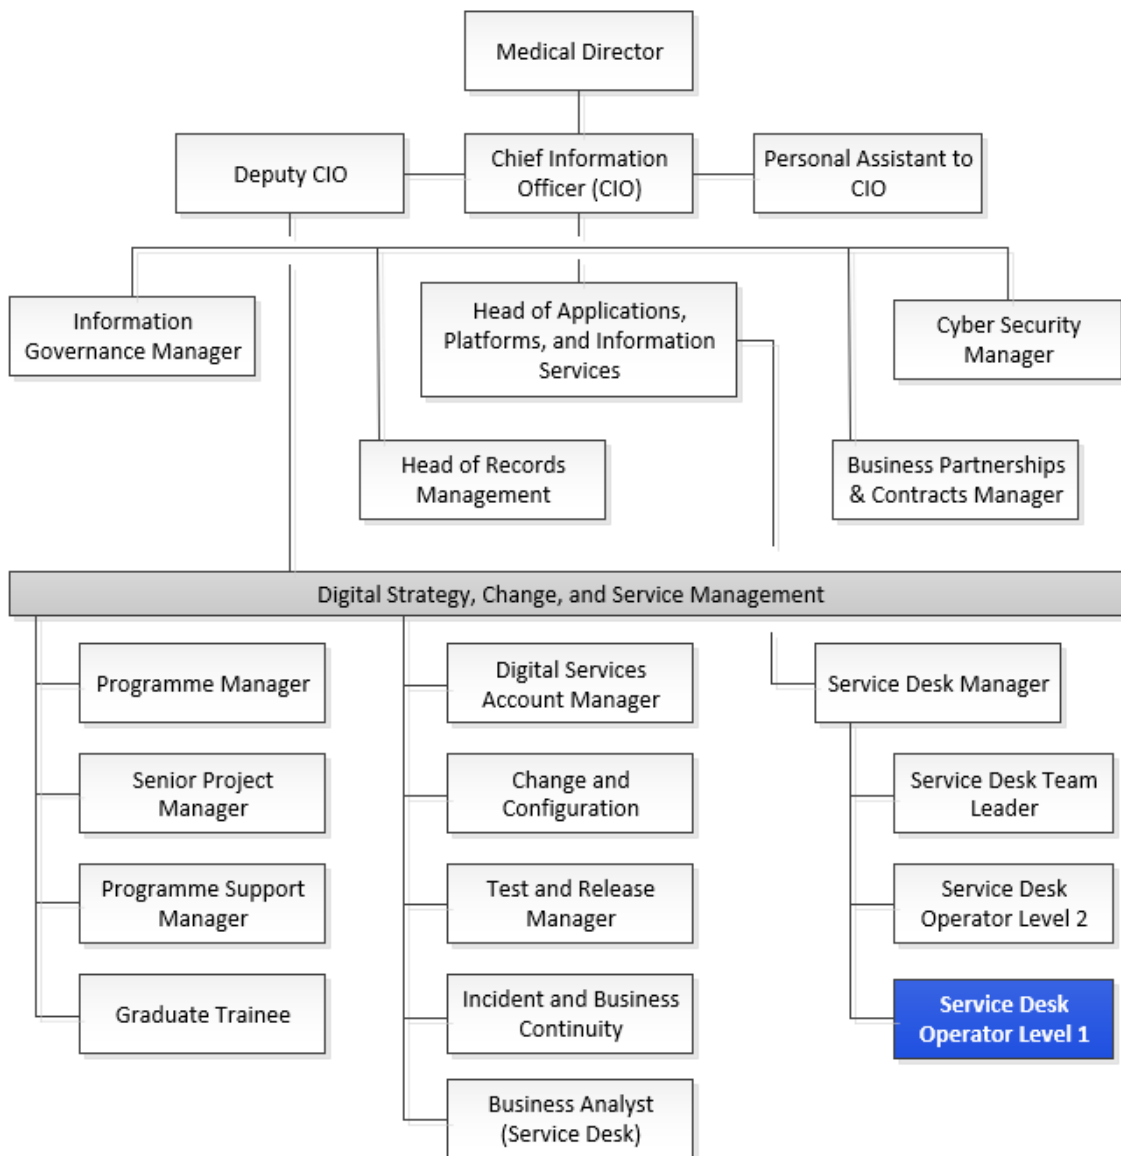 Medical Director
Deputy CIO
Chief Information
Officer (CIO)
Personal Assistant to
CIO
Information
Governance Manager
Head of Applications,
Platforms, and Information
Services
Cyber Security
Manager
Head of Records
Management
Business Partnerships
& Contracts Manager
Digital Strategy, Change, and Service Management
Programme Manager
Senior Project
Manager
Programme Support
Manager
Graduate Trainee
Digital Services
Account Manager
Change and
Configuration
Test and Release
Manager
Incident and Business
Continuity
Business Analyst
(Service Desk)
Service Desk Manager
Service Desk Team
Leader
Service Desk
Operator Level 2
Service Desk
Operator Level 1